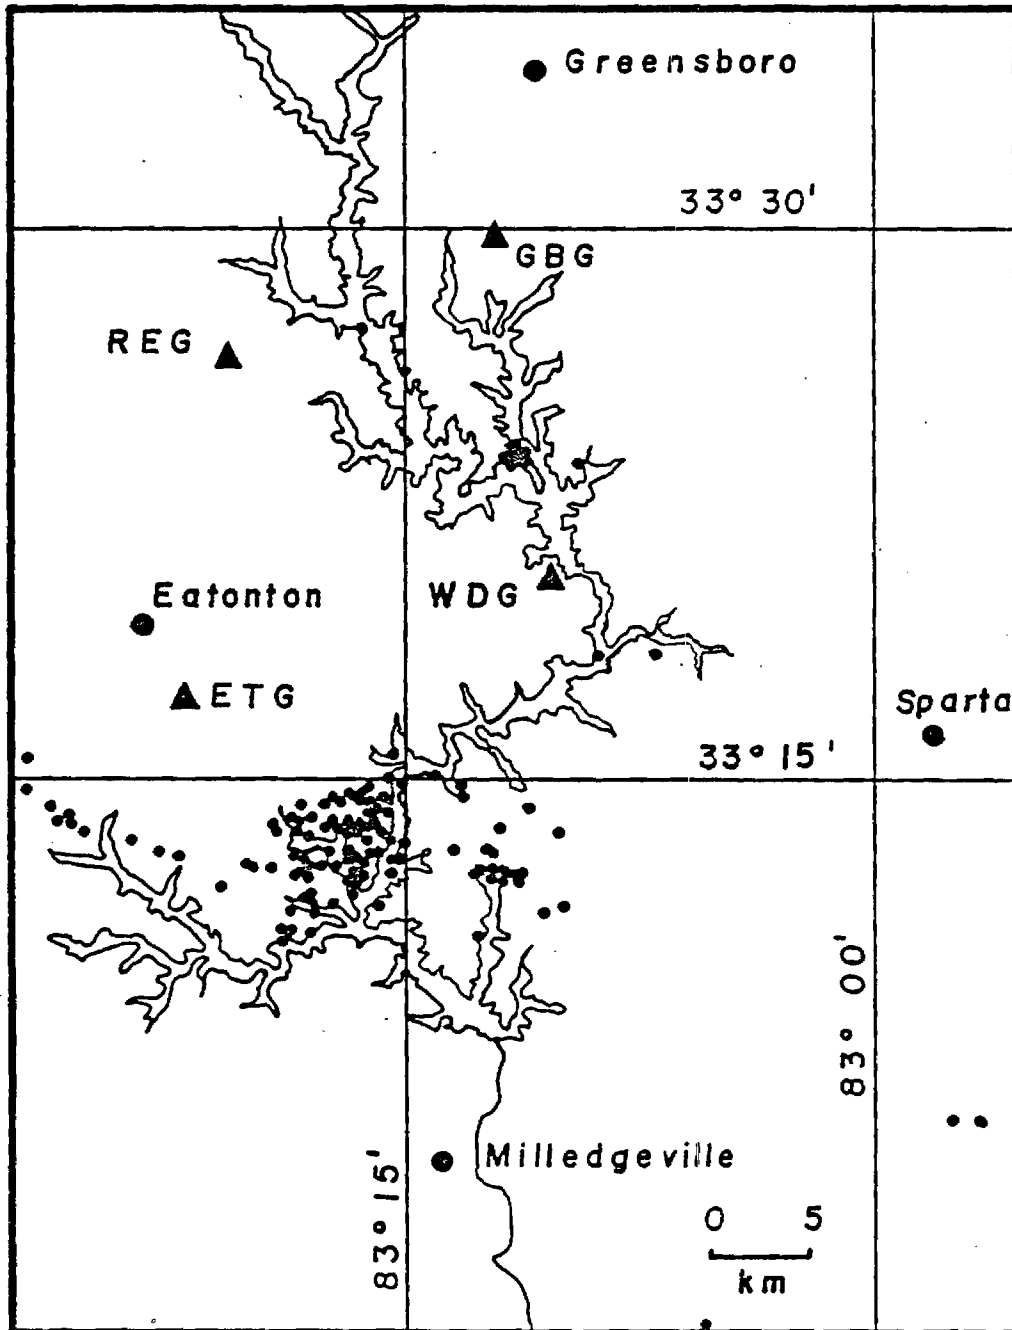 Greensboro
33° 30'
GBG
REG
Eatonton
WDG
ETG
Sparta
33° 15'
83° 00'
Milledgeville
83° 15'
0 5
km